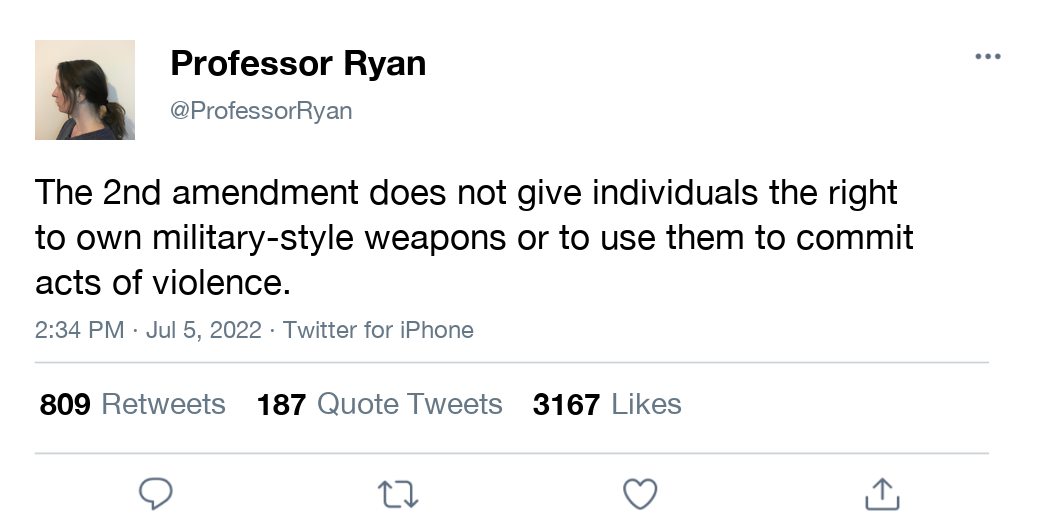 Professor Ryan
@ProfessorRyan
The 2nd amendment does not give individuals the right
to own military-style weapons or to use them to commit
acts of violence.
2:34 PM · Jul 5, 2022 · Twitter for iPhone
809 Retweets 187 Quote Tweets 3167 Likes